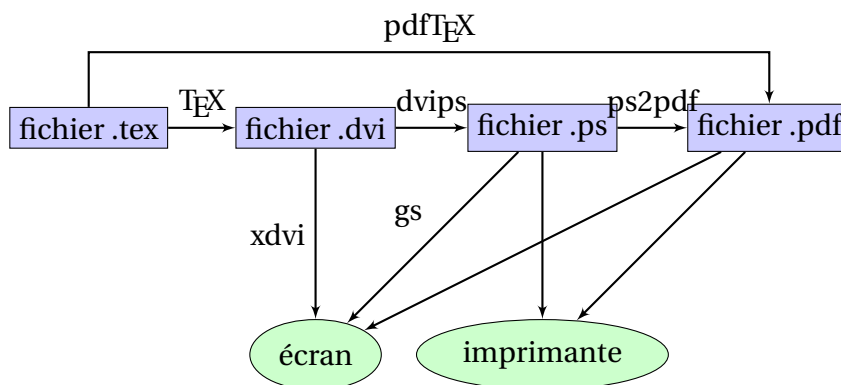 pdfTEX
TEX
dvips
ps2pdf
fichier .tex
fichier .dvi
fichier .ps
fichier .pdf
xdvi
gs
écran
imprimante